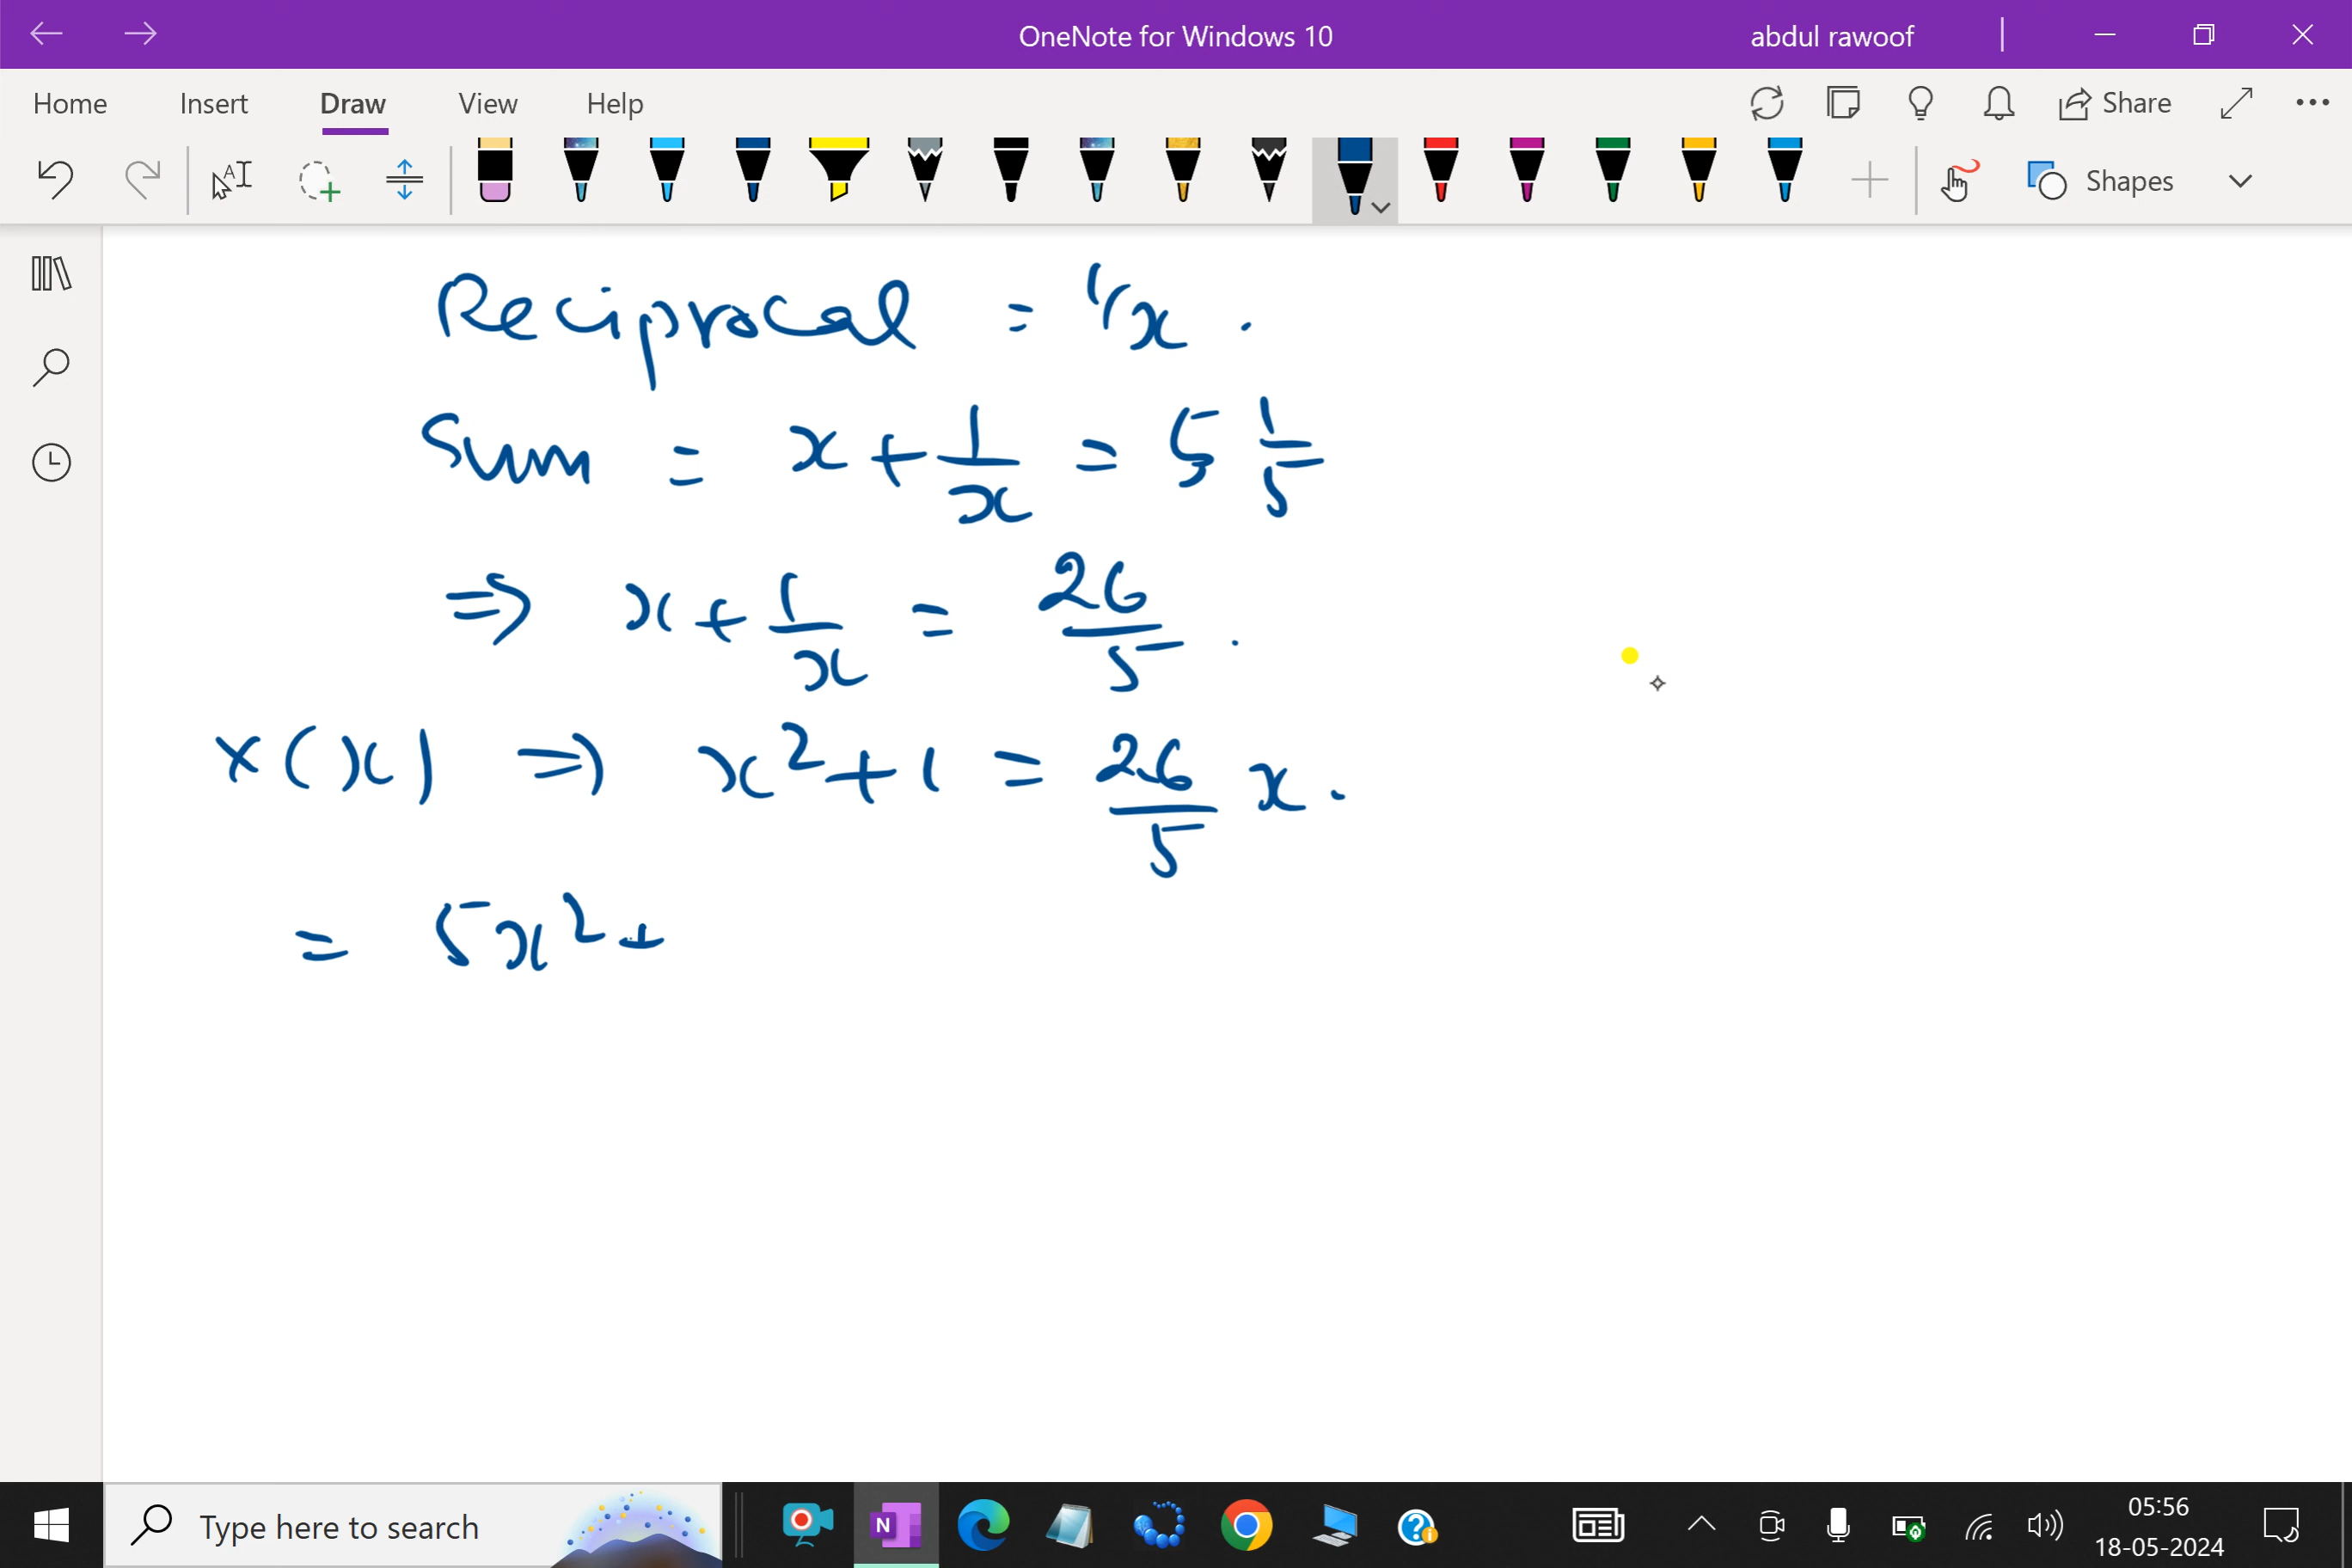 OneNote for Windows 10
abdul rawoof
Home Insert Draw View Help
Share
Shapes
Reciprocal = 1/x .
Sum = x + 1/x = 5 1/5
⇒ x + 1/x = 26/5 .
×(x) ⇒ x² + 1 = 26/5 x .
= 5x² +
Type here to search
05:56
18-05-2024